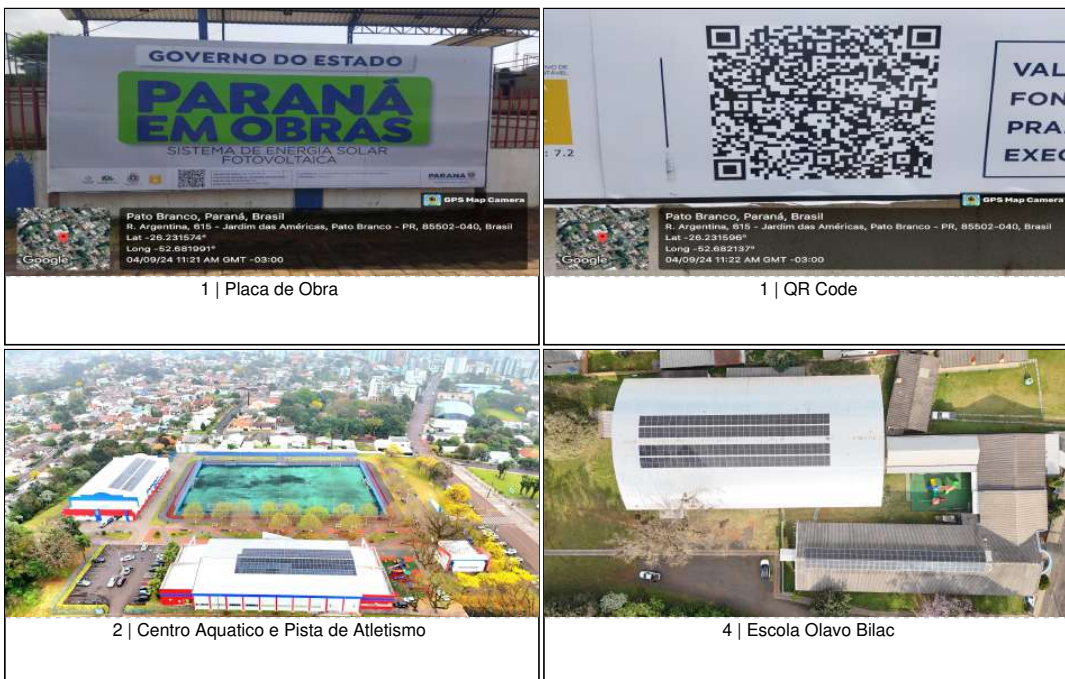 GOVERNO DO ESTADO
PARANÁ
EM OBRAS
SISTEMA DE ENERGIA SOLAR
FOTOVOLTAICA
PARANÁ
GPS Map Camera
Google
Pato Branco, Paraná, Brasil
R. Argentina, 615 - Jardim das Américas, Pato Branco - PR, 85502-040, Brasil
Lat -26.231574°
Long -52.681991°
04/09/24 11:21 AM GMT -03:00
1 | Placa de Obra
: 7.2
VAL
FON
PRA
EXEC
GPS Map Camera
Google
Pato Branco, Paraná, Brasil
R. Argentina, 615 - Jardim das Américas, Pato Branco - PR, 85502-040, Brasil
Lat -26.231596°
Long -52.682137°
04/09/24 11:22 AM GMT -03:00
1 | QR Code
2 | Centro Aquatico e Pista de Atletismo
4 | Escola Olavo Bilac